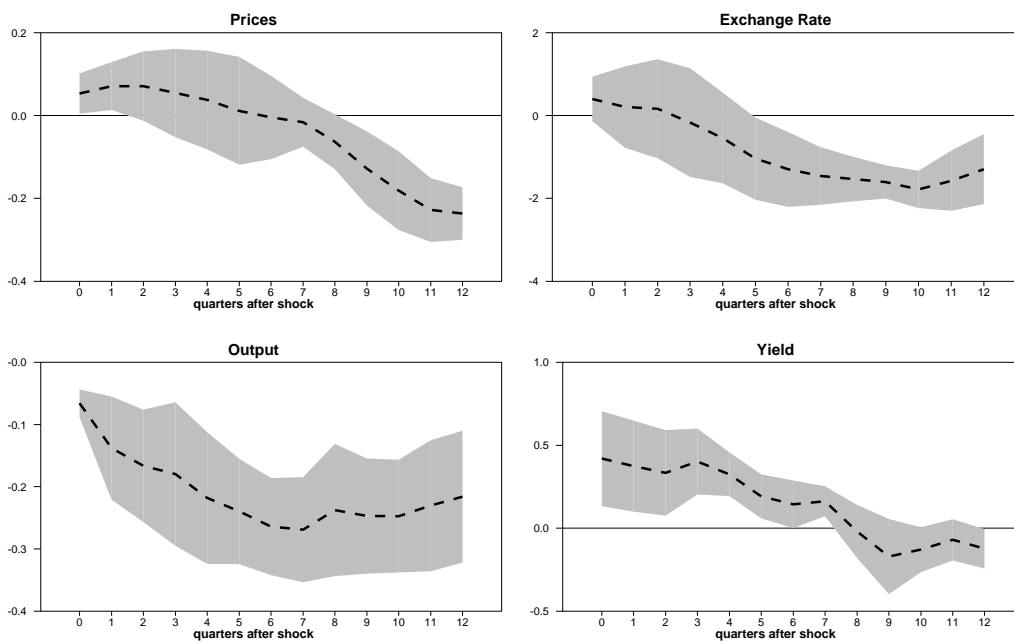 Prices
0.2
0.0
-0.2
-0.4
0 1 2 3 4 5 6 7 8 9 10 11 12
quarters after shock
Exchange Rate
2
0
-2
-4
0 1 2 3 4 5 6 7 8 9 10 11 12
quarters after shock
Output
-0.0
-0.1
-0.2
-0.3
-0.4
0 1 2 3 4 5 6 7 8 9 10 11 12
quarters after shock
Yield
1.0
0.5
0.0
-0.5
0 1 2 3 4 5 6 7 8 9 10 11 12
quarters after shock